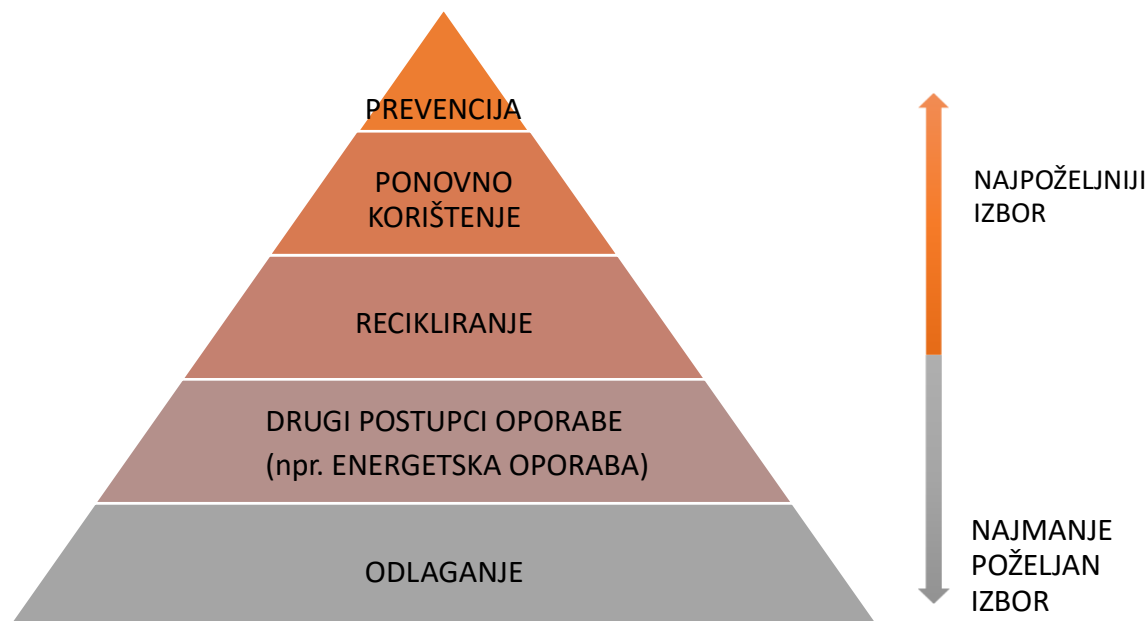 PREVENCIJA
PONOVNO
KORIŠTENJE
RECIKLIRANJE
DRUGI POSTUPCI OPORABE
(npr. ENERGETSKA OPORABA)
ODLAGANJE
NAJPOŽELJNIJI
IZBOR
NAJMANJE
POŽELJAN
IZBOR